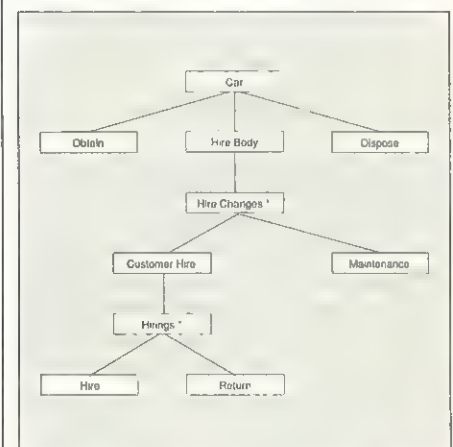 Car
Obtain Hire Body Dispose
Hire Changes *
Customer Hire Maintenance
Hirings *
Hire Return